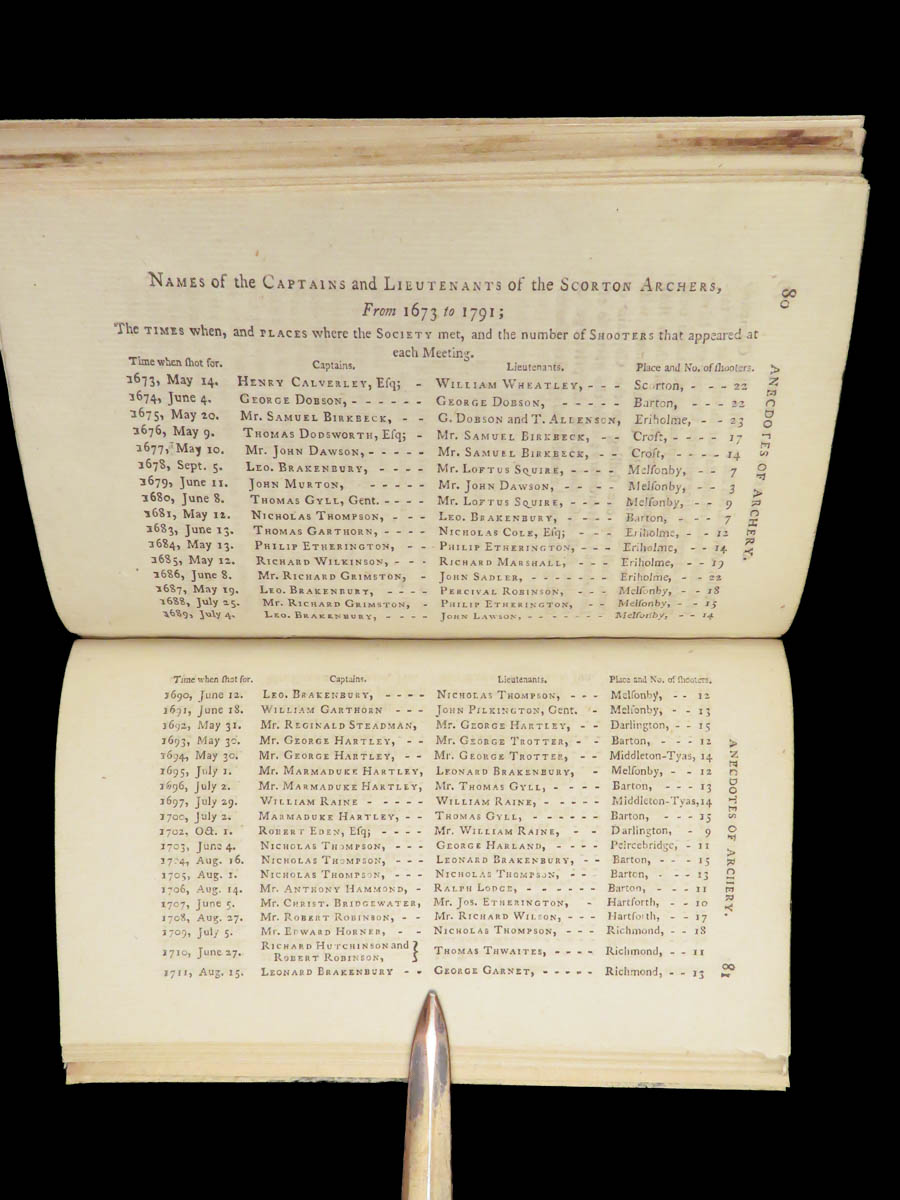 NAMES of the CAPTAINS and LIEUTENANTS of the SCORTON ARCHERS,
From 1673 to 1791;
The TIMES when, and PLACES where the SOCIETY met, and the number of SHOOTERS that appeared at
each Meeting.
Time when ſhot for. Captains. Lieutenants. Place and No. of ſhooters.
1673, May 14. HENRY CALVERLEY, Eſq; - WILLIAM WHEATLEY, - - - Scorton, - - - 22
1674, June 4. GEORGE DOBSON, - - - - - - GEORGE DOBSON, - - - - - Barton, - - - 22
1675, May 20. Mr. SAMUEL BIRKBECK, - - G. DOBSON and T. ALLENSON, Eriholme, - - 23
1676, May 9. THOMAS DODSWORTH, Eſq; - Mr. SAMUEL BIRKBECK, - - Croft, - - - - 17
1677, May 10. Mr. JOHN DAWSON, - - - - - Mr. SAMUEL BIRKBECK, - - Croft, - - - - 14
1678, Sept. 5. LEO. BRAKENBURY, - - - - Mr. LOFTUS SQUIRE, - - - - Melſonby, - - 7
1679, June 11. JOHN MURTON, - - - - - Mr. JOHN DAWSON, - - - - Melſonby, - - 3
1680, June 8. THOMAS GYLL, Gent. - - - - Mr. LOFTUS SQUIRE, - - - - Melſonby, - - 9
1681, May 12. NICHOLAS THOMPSON, - - - LEO. BRAKENBURY, - - - - Barton, - - - 7
1683, June 13. THOMAS GARTHORN, - - - - NICHOLAS COLE, Eſq; - - - Eriholme, - - 12
1684, May 13. PHILIP ETHERINGTON, - - PHILIP ETHERINGTON, - - - Eriholme, - - 14
1685, May 12. RICHARD WILKINSON, - - - RICHARD MARSHALL, - - - Eriholme, - - 19
1686, June 8. Mr. RICHARD GRIMSTON, - JOHN SADLER, - - - - - - - Eriholme, - - 22
1687, May 19. LEO. BRAKENBURY, - - - - PERCIVAL ROBINSON, - - - Melſonby, - - 18
1688, July 25. Mr. RICHARD GRIMSTON, - PHILIP ETHERINGTON, - - Melſonby, - - 15
1689, July 4. LEO. BRAKENBURY, - - - - JOHN LAWSON, - - - - - - - Melſonby, - - 14
80
ANECDOTES OF ARCHERY.
Time when ſhot for. Captains. Lieutenants. Place and No. of ſhooters.
1690, June 12. LEO. BRAKENBURY, - - - - NICHOLAS THOMPSON, - - - Melſonby, - - 12
1691, June 18. WILLIAM GARTHORN - - - JOHN PILKINGTON, Gent. - Melſonby, - - 13
1692, May 31. Mr. REGINALD STEADMAN, Mr. GEORGE HARTLEY, - - Darlington, - - 15
1693, May 30. Mr. GEORGE HARTLEY, - - Mr. GEORGE TROTTER, - - Barton, - - - 12
1694, May 30. Mr. GEORGE HARTLEY, - - Mr. GEORGE TROTTER, - - Middleton-Tyas, 14
1695, July 1. Mr. MARMADUKE HARTLEY, LEONARD BRAKENBURY, - Melſonby, - - 12
1696, July 2. Mr. MARMADUKE HARTLEY, Mr. THOMAS GYLL, - - - - Barton, - - - 13
1697, July 29. WILLIAM RAINE - - - - - WILLIAM RAINE, - - - - - - Middleton-Tyas, 14
1700, July 2. MARMADUKE HARTLEY, - - THOMAS GYLL, - - - - - - Barton, - - - 15
1702, Oct. 1. ROBERT EDEN, Eſq; - - - - Mr. WILLIAM RAINE, - - Darlington, - 9
1703, June 4. NICHOLAS THOMPSON, - - - GEORGE HARLAND, - - - - Peircebridge, - 11
1704, Aug. 16. NICHOLAS THOMPSON, - - - LEONARD BRAKENBURY, - - Barton, - - - 15
1705, Aug. 1. NICHOLAS THOMPSON, - - - NICHOLAS THOMPSON, - - Barton, - - - 13
1706, Aug. 14. Mr. ANTHONY HAMMOND, - RALPH LODGE, - - - - - - Barton, - - - 11
1707, June 5. Mr. CHRIST. BRIDGEWATER, Mr. JOS. ETHERINGTON, - Hartforth, - - 10
1708, Aug. 27. Mr. ROBERT ROBINSON, - - Mr. RICHARD WILSON, - - - Hartforth, - - 17
1709, July 5. Mr. EDWARD HORNER, - - NICHOLAS THOMPSON, - - - Richmond, - - 18
1710, June 27. RICHARD HUTCHINSON and
ROBERT ROBINSON, } THOMAS THWAITES, - - - - Richmond, - - 11
1711, Aug. 15. LEONARD BRAKENBURY - - GEORGE GARNET, - - - - - Richmond, - - 13
ANECDOTES OF ARCHERY.
81